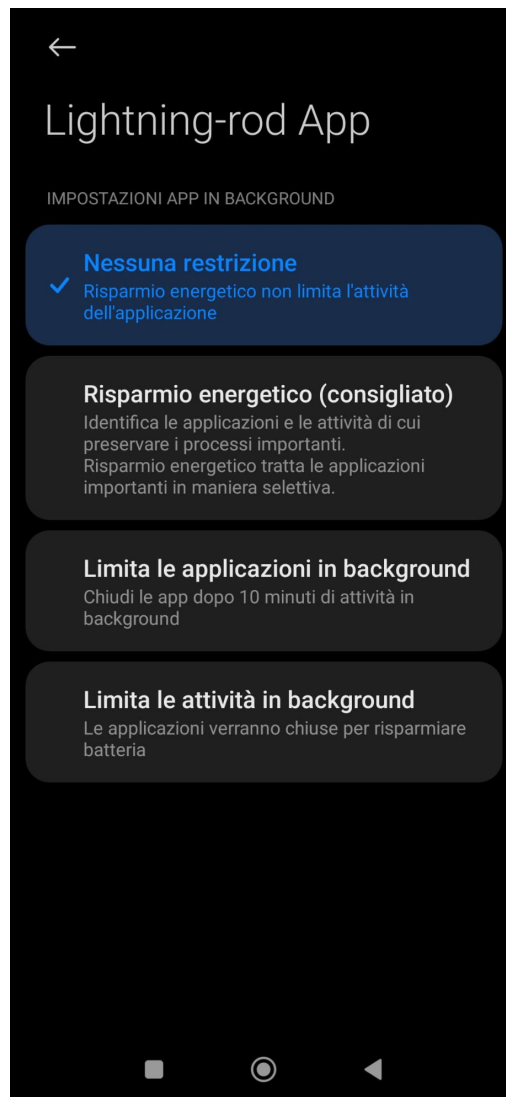 Lightning-rod App
IMPOSTAZIONI APP IN BACKGROUND
Nessuna restrizione
Risparmio energetico non limita l'attività
dell'applicazione
Risparmio energetico (consigliato)
Identifica le applicazioni e le attività di cui
preservare i processi importanti.
Risparmio energetico tratta le applicazioni
importanti in maniera selettiva.
Limita le applicazioni in background
Chiudi le app dopo 10 minuti di attività in
background
Limita le attività in background
Le applicazioni verranno chiuse per risparmiare
batteria